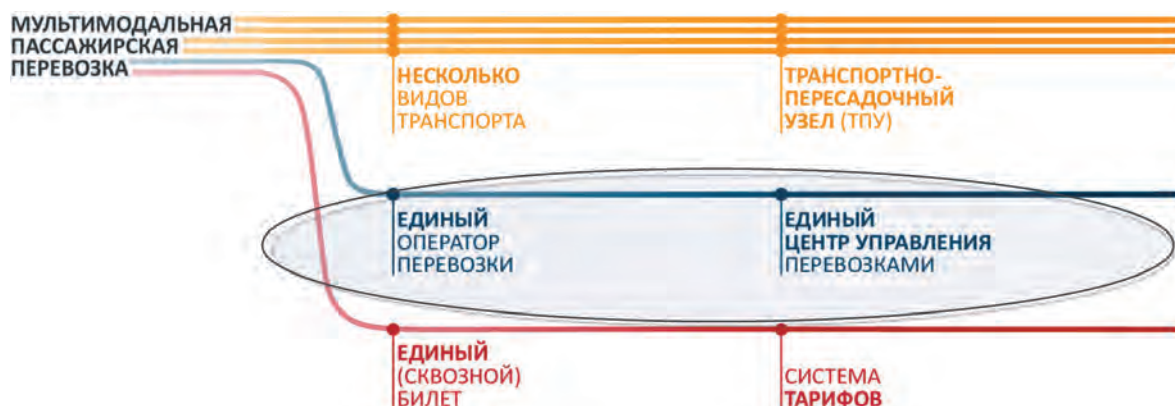 МУЛЬТИМОДАЛЬНАЯ
ПАССАЖИРСКАЯ
ПЕРЕВОЗКА
НЕСКОЛЬКО
ВИДОВ
ТРАНСПОРТА
ТРАНСПОРТНО-
ПЕРЕСАДОЧНЫЙ
УЗЕЛ (ТПУ)
ЕДИНЫЙ
ОПЕРАТОР
ПЕРЕВОЗКИ
ЕДИНЫЙ
ЦЕНТР УПРАВЛЕНИЯ
ПЕРЕВОЗКАМИ
ЕДИНЫЙ
(СКВОЗНОЙ)
БИЛЕТ
СИСТЕМА
ТАРИФОВ